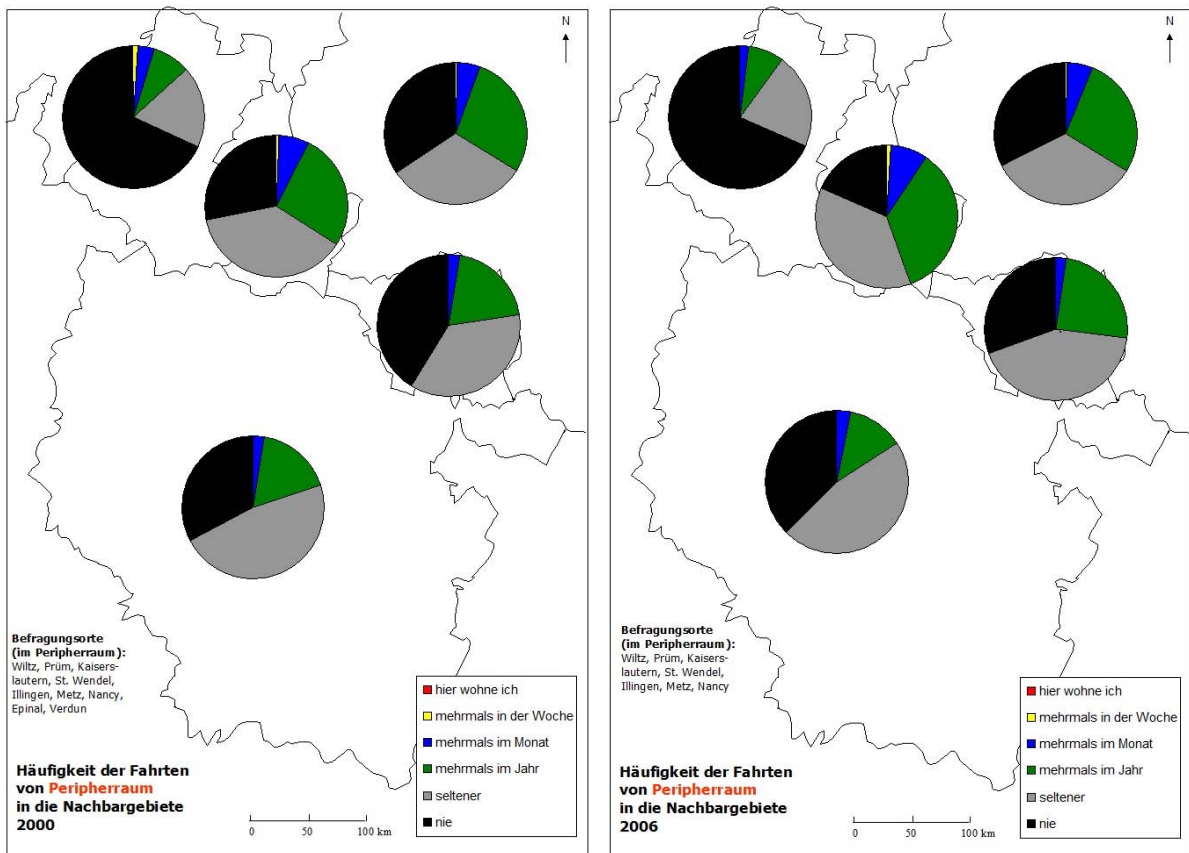 N
Befragungsorte
(im Peripherraum):
Wiltz, Prüm, Kaisers-
lautern, St. Wendel,
Illingen, Metz, Nancy,
Epinal, Verdun
hier wohne ich
mehrmals in der Woche
mehrmals im Monat
mehrmals im Jahr
seltener
nie
Häufigkeit der Fahrten
von Peripherraum
in die Nachbargebiete
2000
0 50 100 km
N
Befragungsorte
(im Peripherraum):
Wiltz, Prüm, Kaisers-
lautern, St. Wendel,
Illingen, Metz, Nancy
hier wohne ich
mehrmals in der Woche
mehrmals im Monat
mehrmals im Jahr
seltener
nie
Häufigkeit der Fahrten
von Peripherraum
in die Nachbargebiete
2006
0 50 100 km